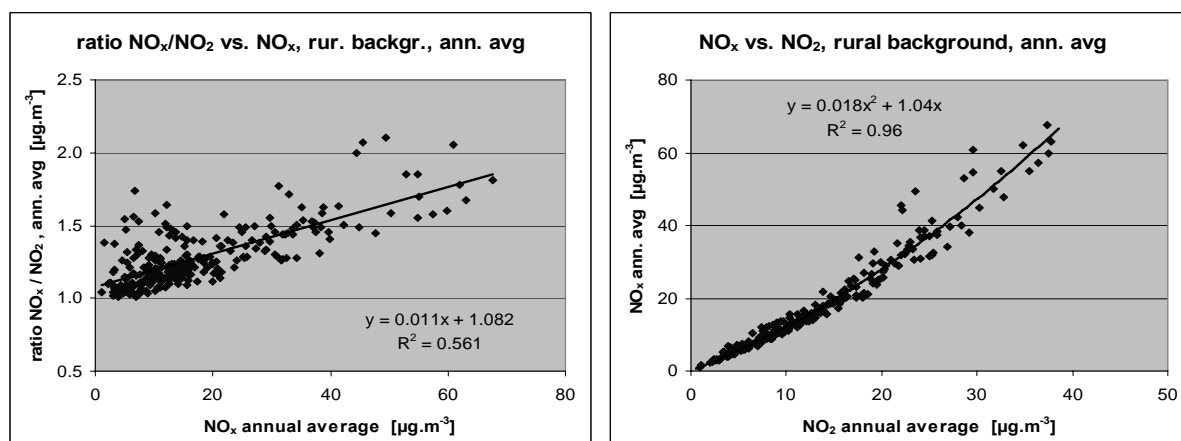 ratio NOx/NO2 vs. NOx, rur. backgr., ann. avg
ratio NOx / NO2 , ann. avg [µg.m-3]
2.5
2.0
1.5
1.0
0.5
y = 0.011x + 1.082
R2 = 0.561
0 20 40 60 80
NOx annual average [µg.m-3]
NOx vs. NO2, rural background, ann. avg
NOx ann. avg [µg.m-3]
80
60
40
20
0
y = 0.018x2 + 1.04x
R2 = 0.96
0 10 20 30 40 50
NO2 annual average [µg.m-3]